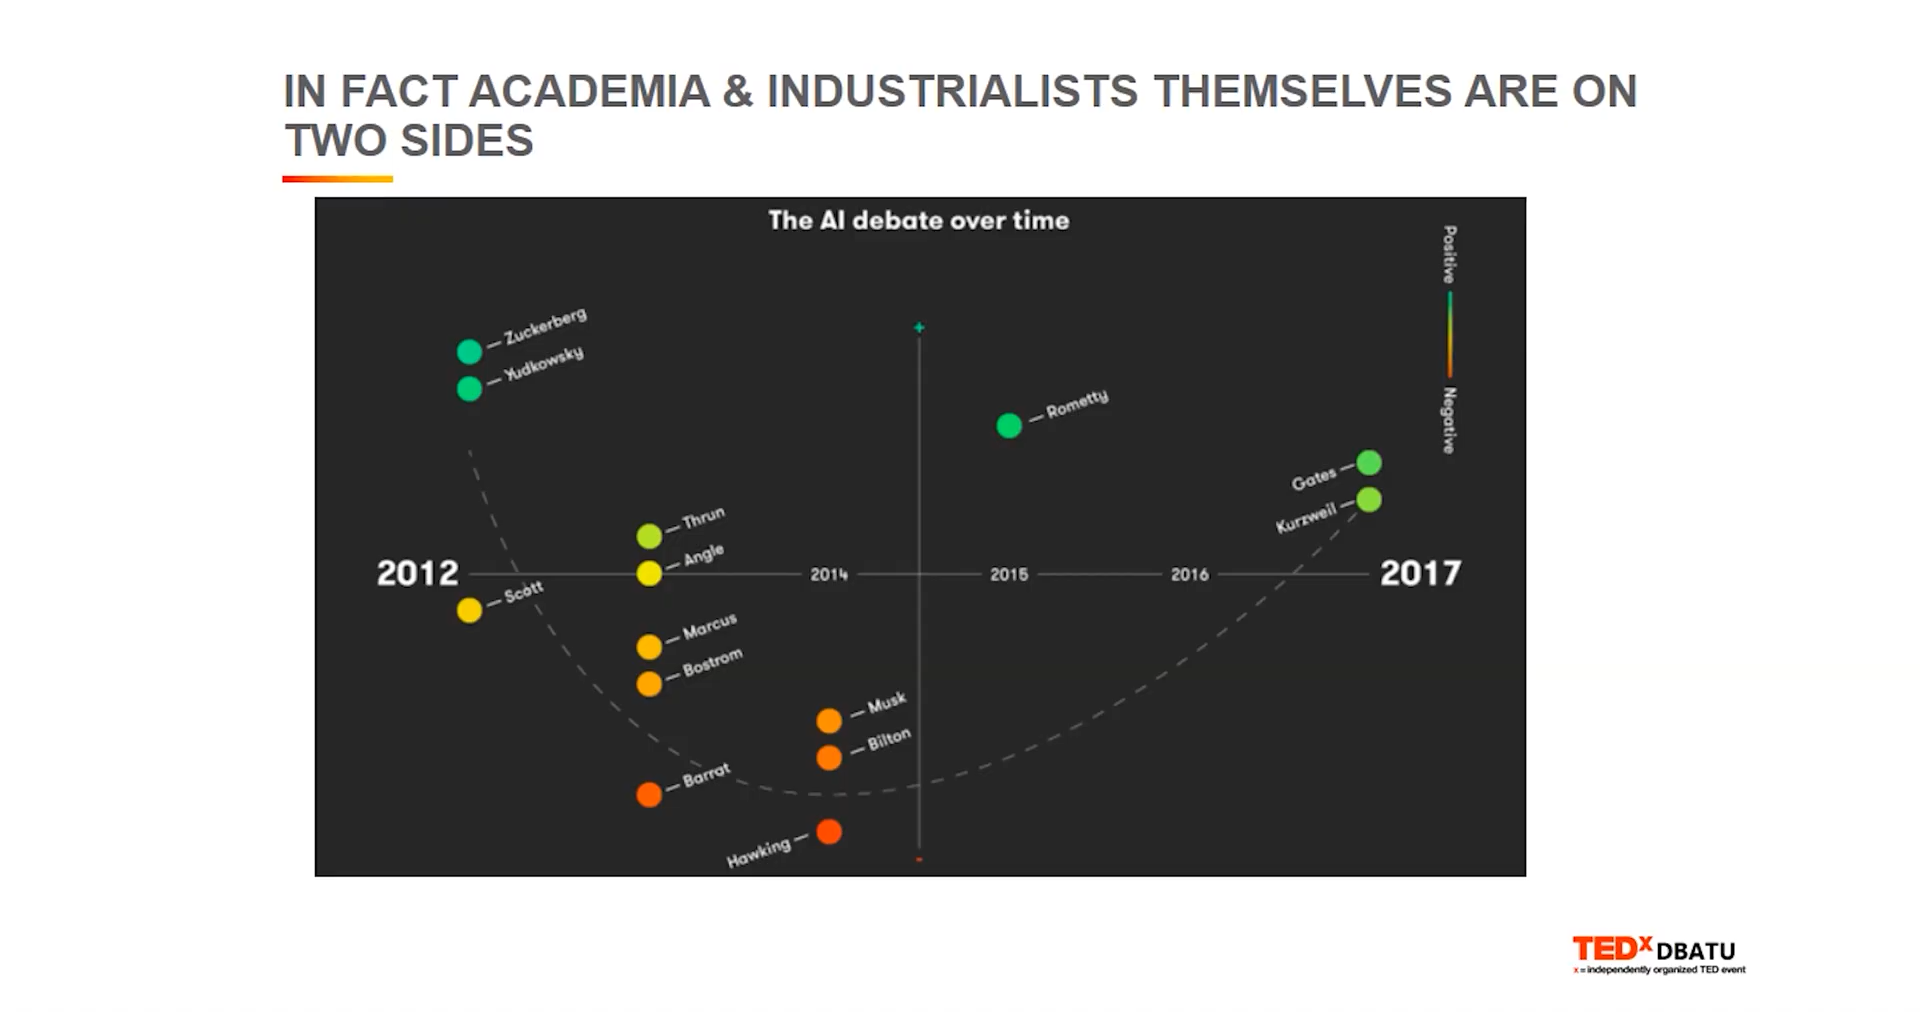 IN FACT ACADEMIA & INDUSTRIALISTS THEMSELVES ARE ON
TWO SIDES
The AI debate over time
Positive
Negative
+
Zuckerberg
Yudkowsky
Rometty
Gates
Kurzweil
Thrun
Angle
2012
2014
2015
2016
2017
Scott
Marcus
Bostrom
Musk
Bilton
Barrat
Hawking
-
TEDx DBATU
x = independently organized TED event